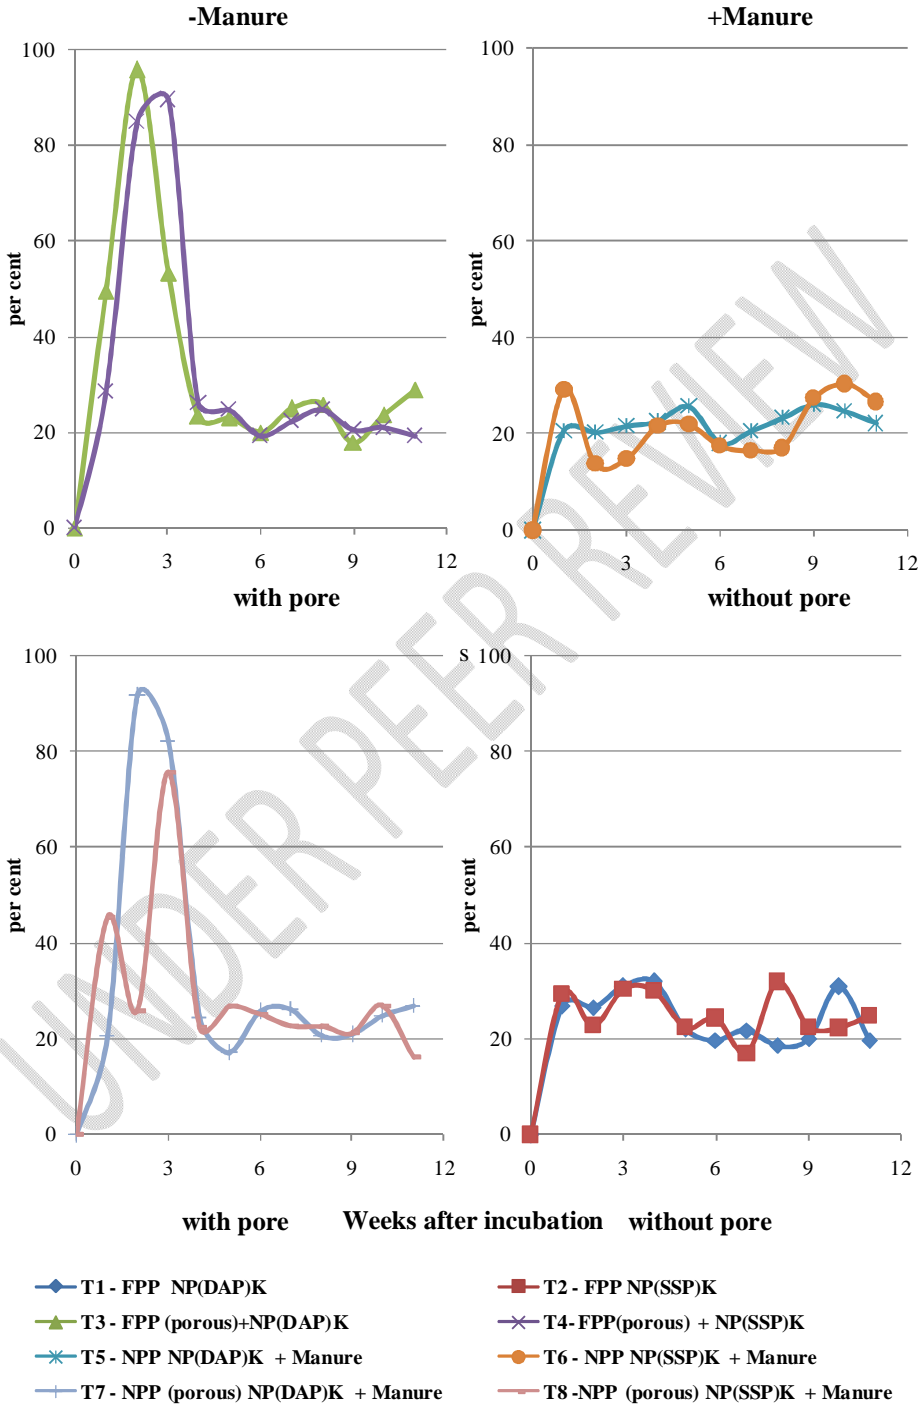 -Manure
+Manure
100
80
60
40
20
0
per cent
0 3 6 9 12
with pore
100
80
60
40
20
0
per cent
0 3 6 9 12
without pore
100
80
60
40
20
0
per cent
0 3 6 9 12
with pore
s 100
80
60
40
20
0
per cent
0 3 6 9 12
Weeks after incubation
without pore
T1 - FPP NP(DAP)K
T2 - FPP NP(SSP)K
T3 - FPP (porous)+NP(DAP)K
T4-FPP(porous) + NP(SSP)K
T5 - NPP NP(DAP)K + Manure
T6 - NPP NP(SSP)K + Manure
T7 - NPP (porous) NP(DAP)K + Manure
T8 -NPP (porous) NP(SSP)K + Manure
UNDER PEER REVIEW